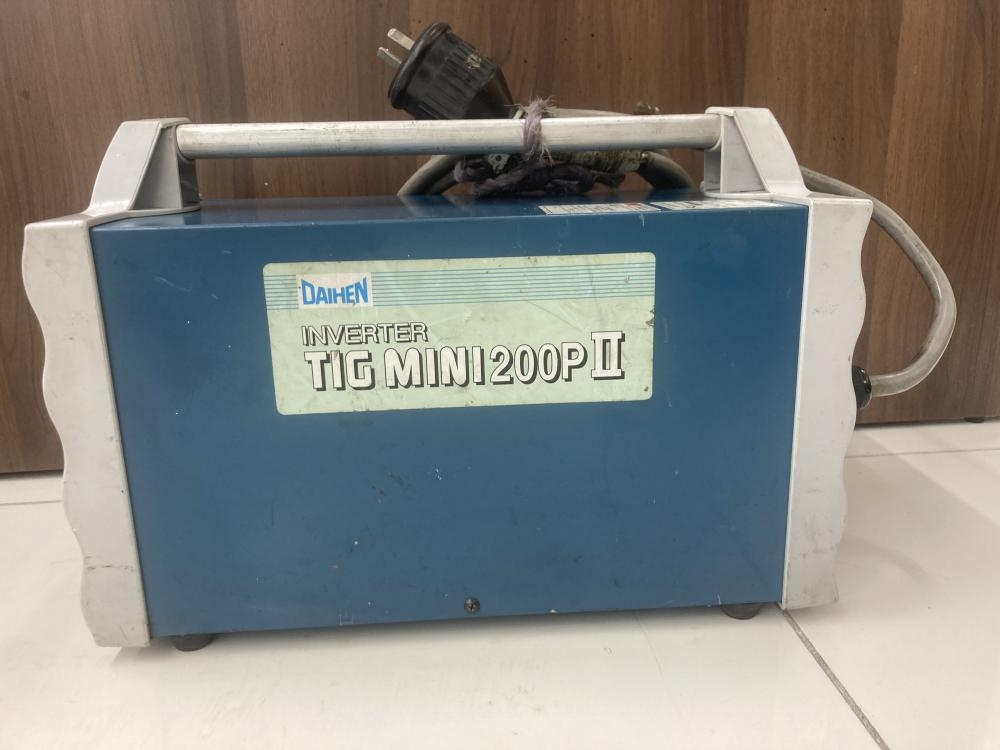 DAIHEN
INVERTER
TIG MINI 200P II